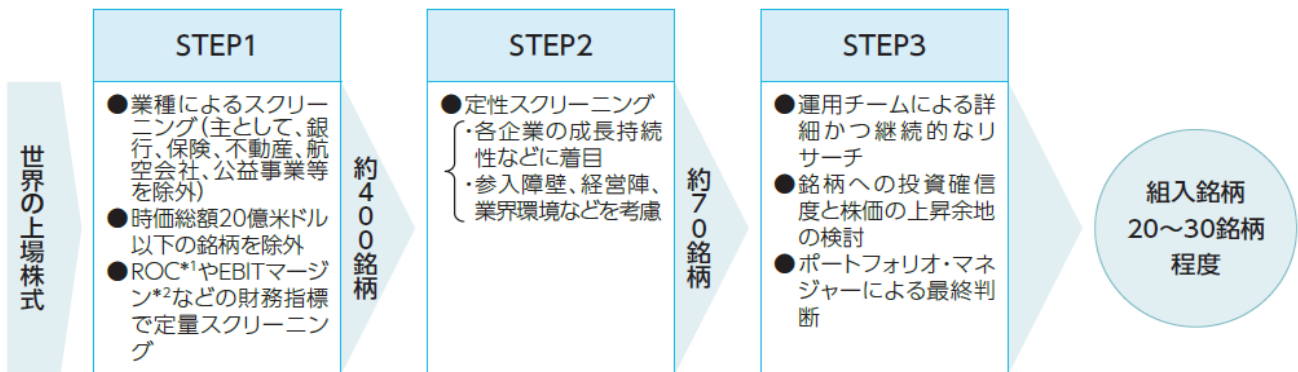 世界の上場株式
STEP1
●業種によるスクリー
ニング(主として、銀
行、保険、不動産、航
空会社、公益事業等
を除外)
●時価総額20億米ドル
以下の銘柄を除外
●ROC*1やEBITマージ
ン*2などの財務指標
で定量スクリーニン
グ
約400銘柄
STEP2
●定性スクリーニング
・各企業の成長持続
性などに着目
・参入障壁、経営陣、
業界環境などを考慮
約70銘柄
STEP3
●運用チームによる詳
細かつ継続的なリ
サーチ
●銘柄への投資確信
度と株価の上昇余地
の検討
●ポートフォリオ・マネ
ジャーによる最終判
断
組入銘柄
20～30銘柄
程度